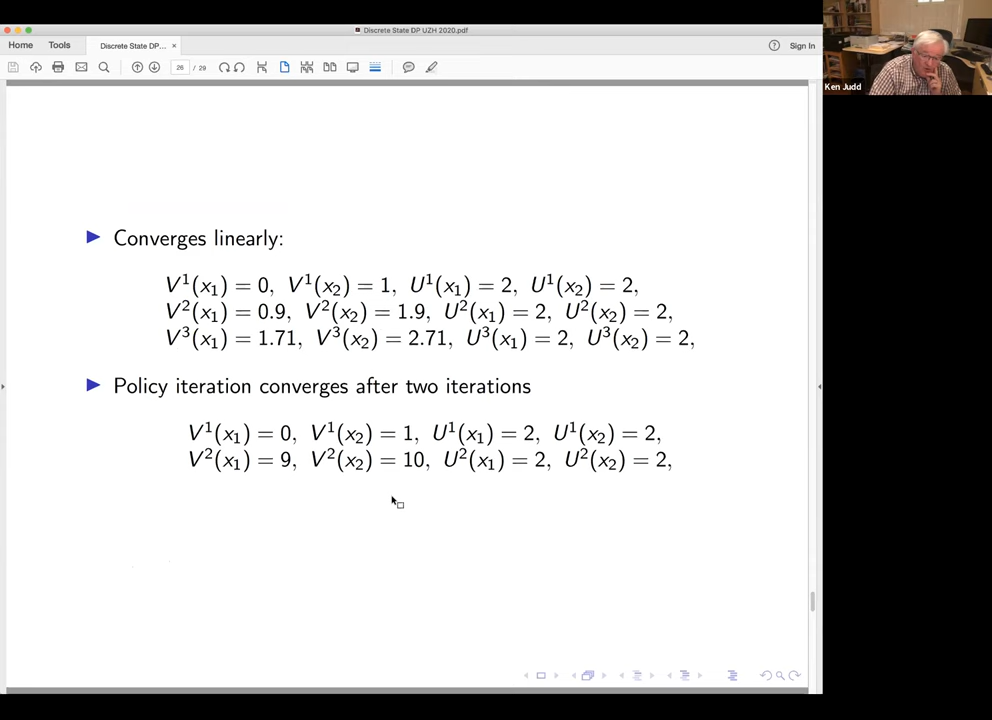 Discrete State DP UZH 2020.pdf
Home Tools Discrete State DP... × Sign In
26 / 29
Ken Judd
Converges linearly:
V¹(x₁) = 0, V¹(x₂) = 1, U¹(x₁) = 2, U¹(x₂) = 2,
V²(x₁) = 0.9, V²(x₂) = 1.9, U²(x₁) = 2, U²(x₂) = 2,
V³(x₁) = 1.71, V³(x₂) = 2.71, U³(x₁) = 2, U³(x₂) = 2,
Policy iteration converges after two iterations
V¹(x₁) = 0, V¹(x₂) = 1, U¹(x₁) = 2, U¹(x₂) = 2,
V²(x₁) = 9, V²(x₂) = 10, U²(x₁) = 2, U²(x₂) = 2,